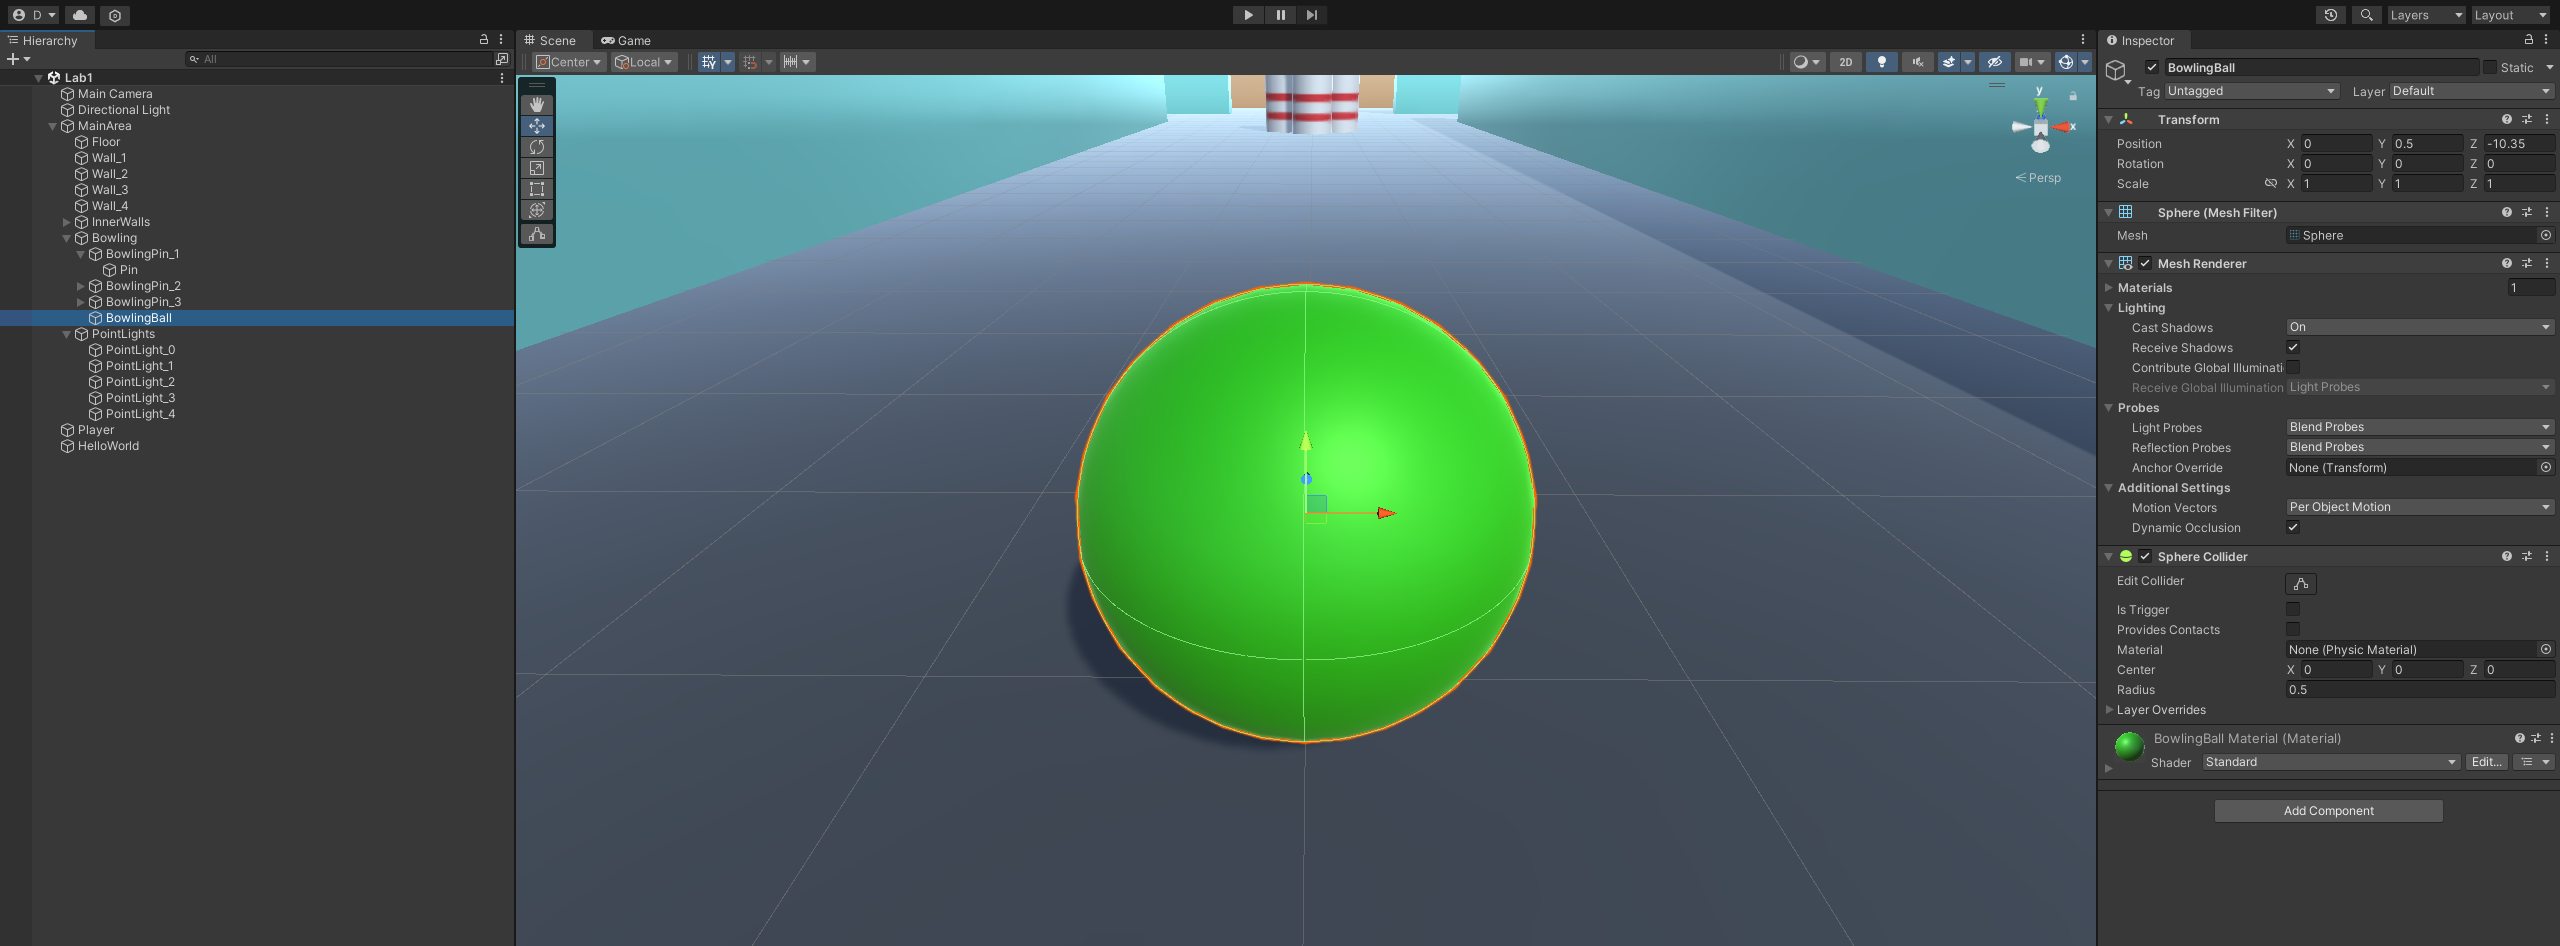 D
Layers
Layout
Hierarchy
All
Lab1
Main Camera
Directional Light
MainArea
Floor
Wall_1
Wall_2
Wall_3
Wall_4
InnerWalls
Bowling
BowlingPin_1
Pin
BowlingPin_2
BowlingPin_3
BowlingBall
PointLights
PointLight_0
PointLight_1
PointLight_2
PointLight_3
PointLight_4
Player
HelloWorld
Scene
Game
Center
Local
2D
y
x
Persp
Inspector
BowlingBall
Static
Tag Untagged
Layer Default
Transform
Position X 0 Y 0.5 Z -10.35
Rotation X 0 Y 0 Z 0
Scale X 1 Y 1 Z 1
Sphere (Mesh Filter)
Mesh Sphere
Mesh Renderer
Materials 1
Lighting
Cast Shadows On
Receive Shadows
Contribute Global Illuminati
Receive Global Illumination Light Probes
Probes
Light Probes Blend Probes
Reflection Probes Blend Probes
Anchor Override None (Transform)
Additional Settings
Motion Vectors Per Object Motion
Dynamic Occlusion
Sphere Collider
Edit Collider
Is Trigger
Provides Contacts
Material None (Physic Material)
Center X 0 Y 0 Z 0
Radius 0.5
Layer Overrides
BowlingBall Material (Material)
Shader Standard Edit...
Add Component